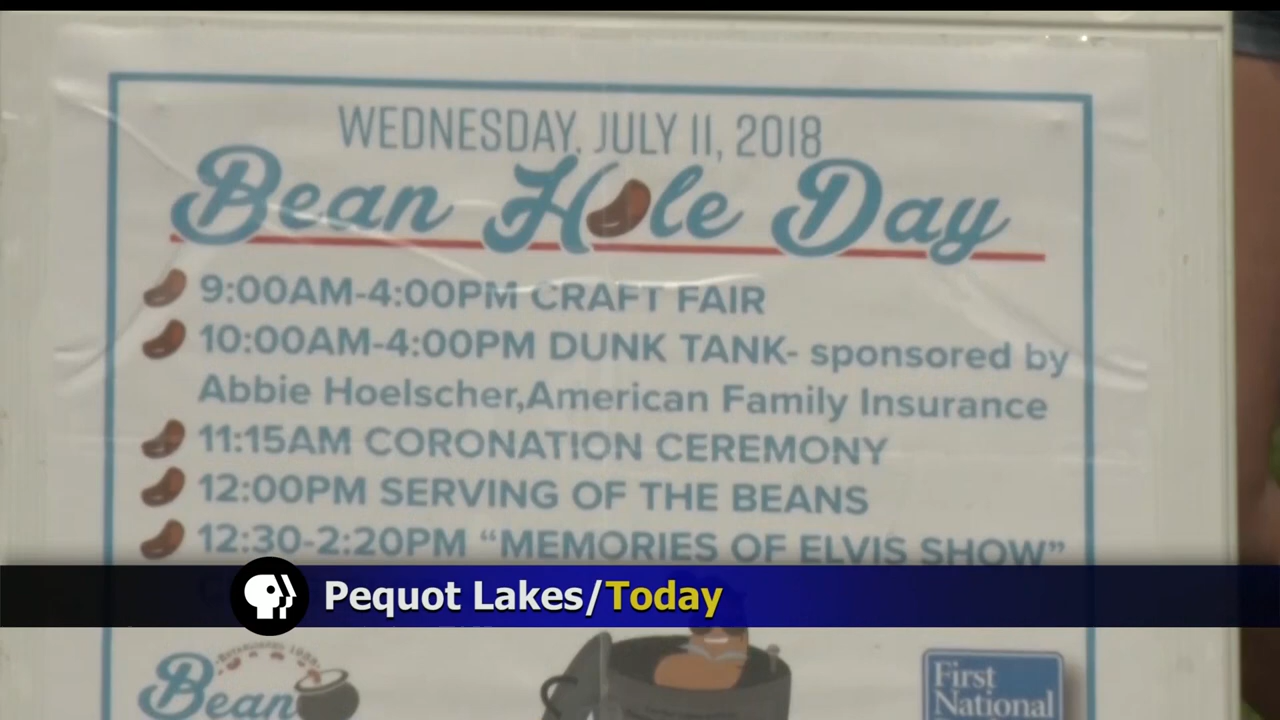 WEDNESDAY, JULY 11, 2018
Bean Hole Day
9:00AM-4:00PM CRAFT FAIR
10:00AM-4:00PM DUNK TANK- sponsored by
Abbie Hoelscher,American Family Insurance
11:15AM CORONATION CEREMONY
12:00PM SERVING OF THE BEANS
12:30-2:20PM “MEMORIES OF ELVIS SHOW”
Pequot Lakes/Today
Bean
First
National